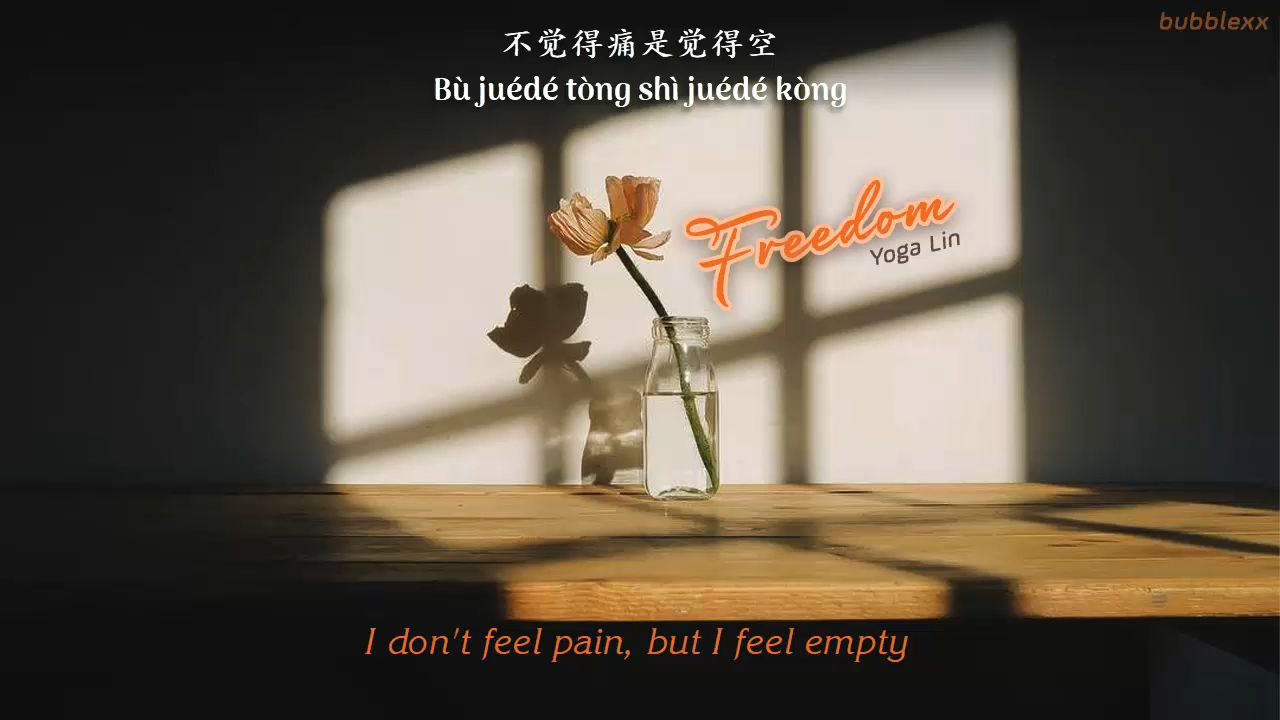 bubblexx
不觉得痛是觉得空
Bù juédé tòng shì juédé kòng
Freedom
Yoga Lin
I don't feel pain, but I feel empty